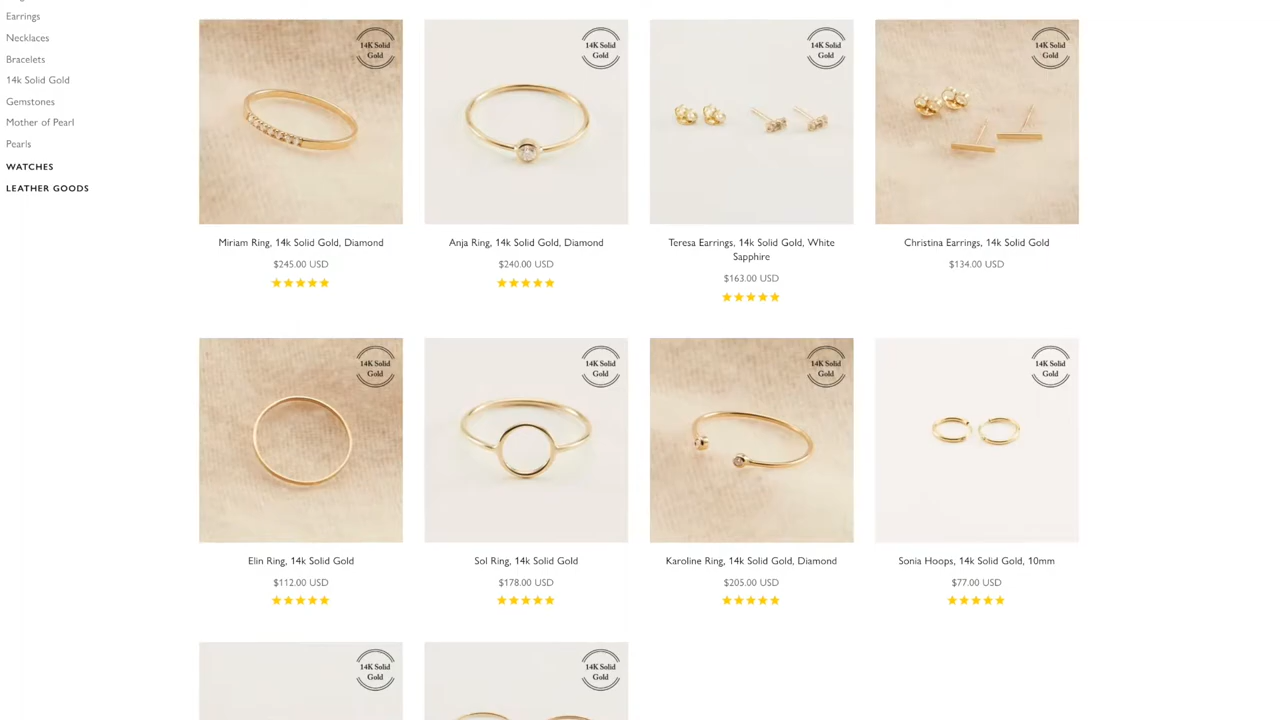 Earrings
Necklaces
Bracelets
14k Solid Gold
Gemstones
Mother of Pearl
Pearls
WATCHES
LEATHER GOODS
14K Solid
Gold
14K Solid
Gold
14K Solid
Gold
14K Solid
Gold
Miriam Ring, 14k Solid Gold, Diamond
$245.00 USD
Anja Ring, 14k Solid Gold, Diamond
$240.00 USD
Teresa Earrings, 14k Solid Gold, White
Sapphire
$163.00 USD
Christina Earrings, 14k Solid Gold
$134.00 USD
14K Solid
Gold
14K Solid
Gold
14K Solid
Gold
14K Solid
Gold
Elin Ring, 14k Solid Gold
$112.00 USD
Sol Ring, 14k Solid Gold
$178.00 USD
Karoline Ring, 14k Solid Gold, Diamond
$205.00 USD
Sonia Hoops, 14k Solid Gold, 10mm
$77.00 USD
14K Solid
Gold
14K Solid
Gold